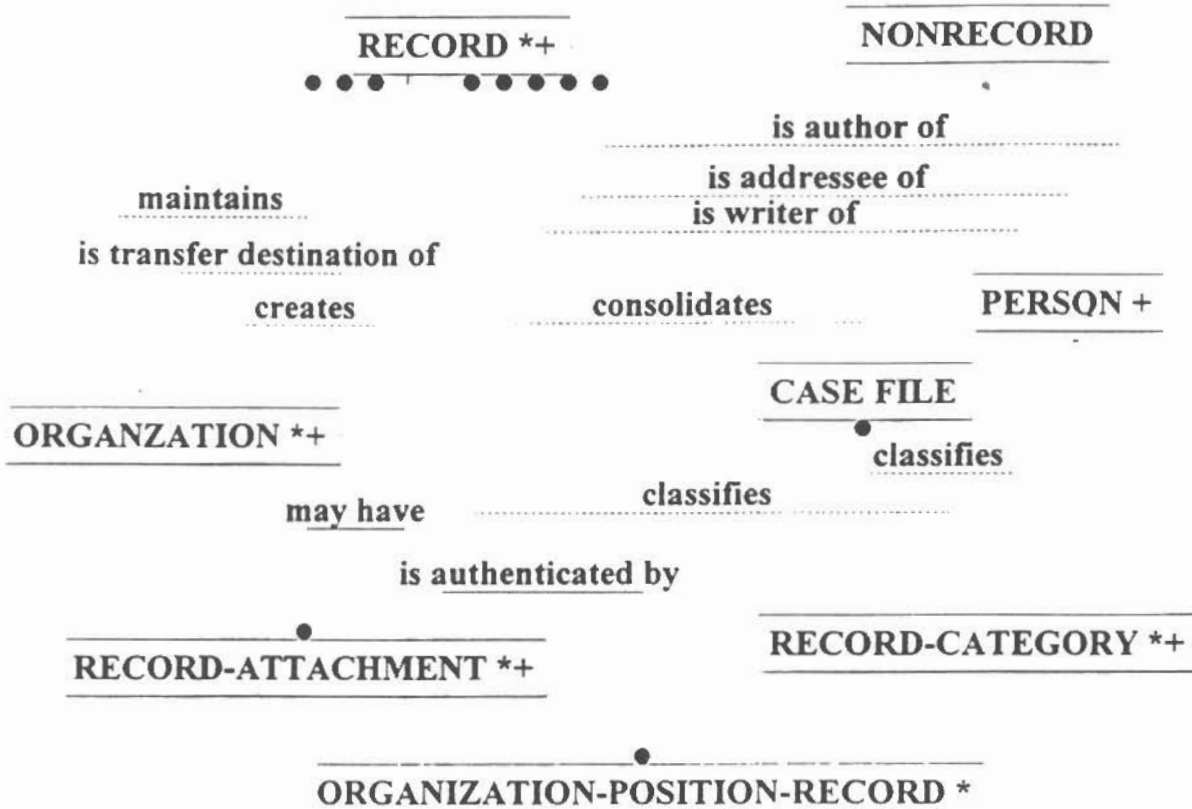 RECORD *+
NONRECORD
is author of
is addressee of
maintains
is writer of
is transfer destination of
creates
consolidates
PERSON +
CASE FILE
ORGANZATION *+
classifies
classifies
may have
is authenticated by
RECORD-CATEGORY *+
RECORD-ATTACHMENT *+
ORGANIZATION-POSITION-RECORD *